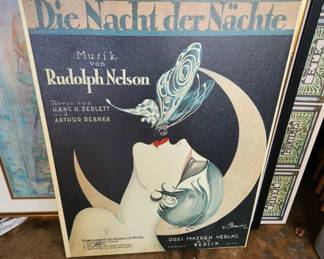 Die Nacht der Nächte
Musik
von
Rudolph Nelson
Revue von
HANS H. ZERLETT
und
ARTHUR REBNER
DREI MASKEN VERLAG
BERLIN